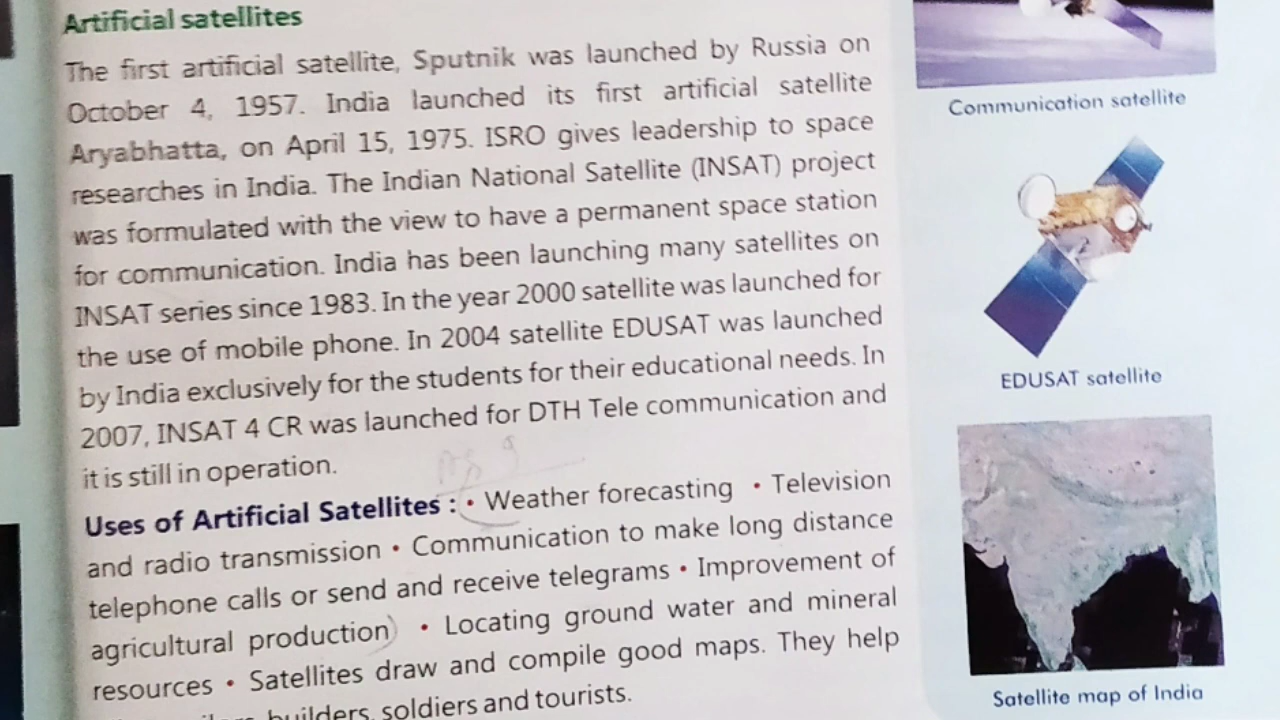 Artificial satellites
The first artificial satellite, Sputnik was launched by Russia on
October 4, 1957. India launched its first artificial satellite
Aryabhatta, on April 15, 1975. ISRO gives leadership to space
researches in India. The Indian National Satellite (INSAT) project
was formulated with the view to have a permanent space station
for communication. India has been launching many satellites on
INSAT series since 1983. In the year 2000 satellite was launched for
the use of mobile phone. In 2004 satellite EDUSAT was launched
by India exclusively for the students for their educational needs. In
2007, INSAT 4 CR was launched for DTH Tele communication and
it is still in operation.
Uses of Artificial Satellites : • Weather forecasting • Television
and radio transmission • Communication to make long distance
telephone calls or send and receive telegrams • Improvement of
agricultural production • Locating ground water and mineral
resources • Satellites draw and compile good maps. They help
builders, soldiers and tourists.
Communication satellite
EDUSAT satellite
Satellite map of India